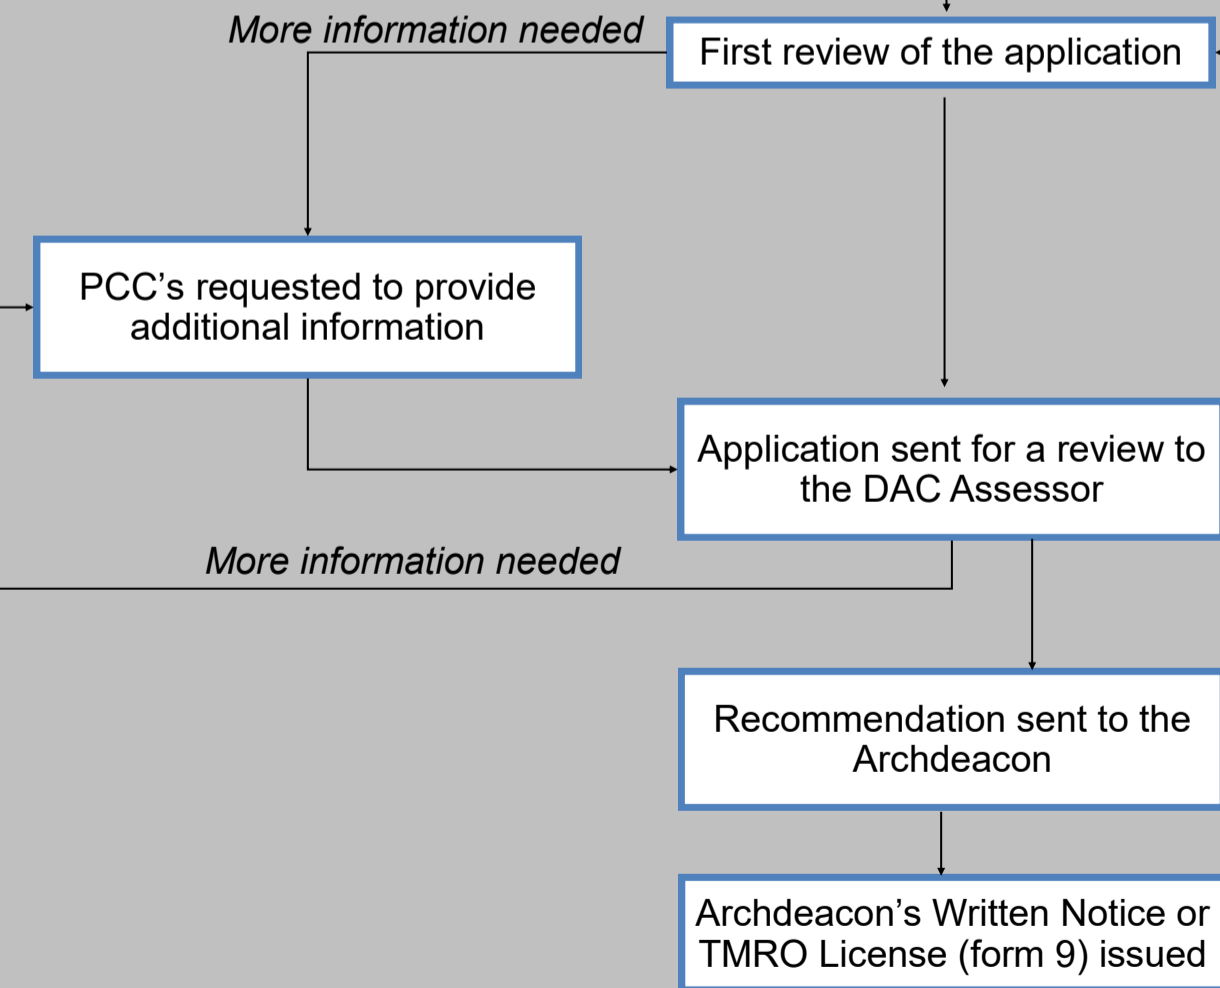 More information needed
First review of the application
PCC’s requested to provide
additional information
Application sent for a review to
the DAC Assessor
More information needed
Recommendation sent to the
Archdeacon
Archdeacon’s Written Notice or
TMRO License (form 9) issued